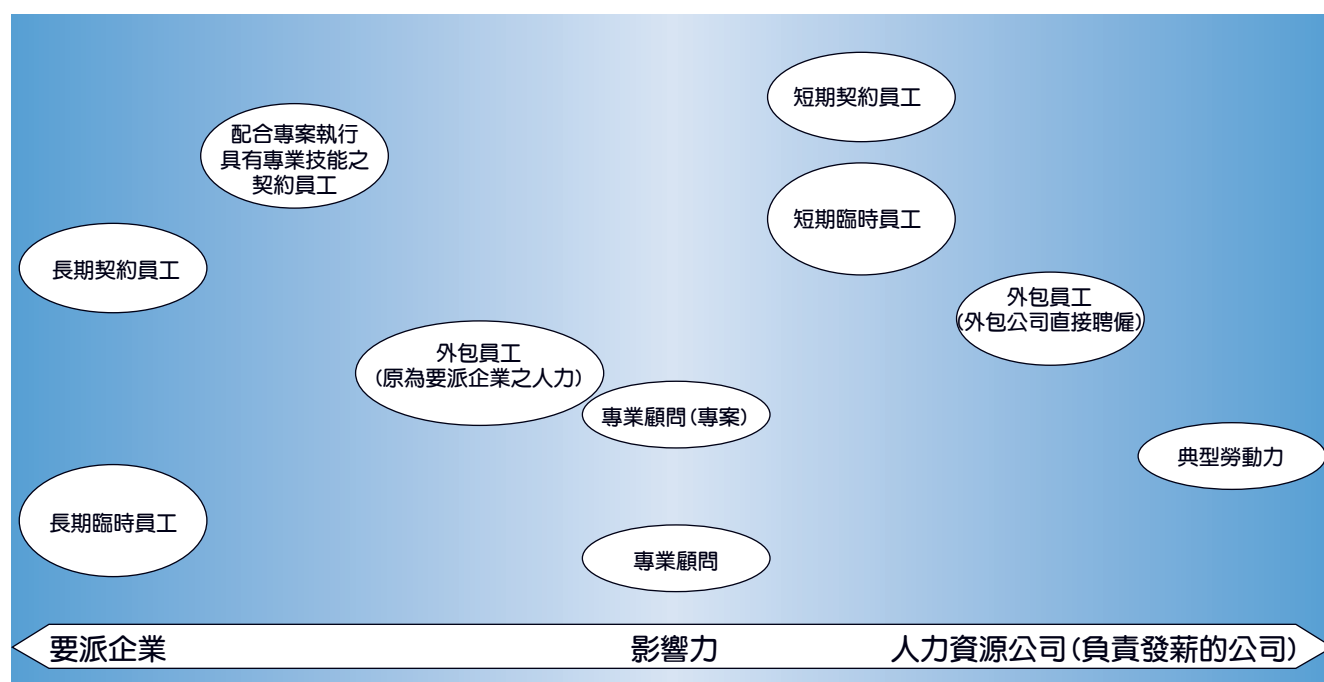 短期契約員工
配合專案執行
具有專業技能之
契約員工
短期臨時員工
長期契約員工
外包員工
(外包公司直接聘僱)
外包員工
(原為要派企業之人力)
專業顧問(專案)
典型勞動力
長期臨時員工
專業顧問
要派企業 影響力 人力資源公司(負責發薪的公司)